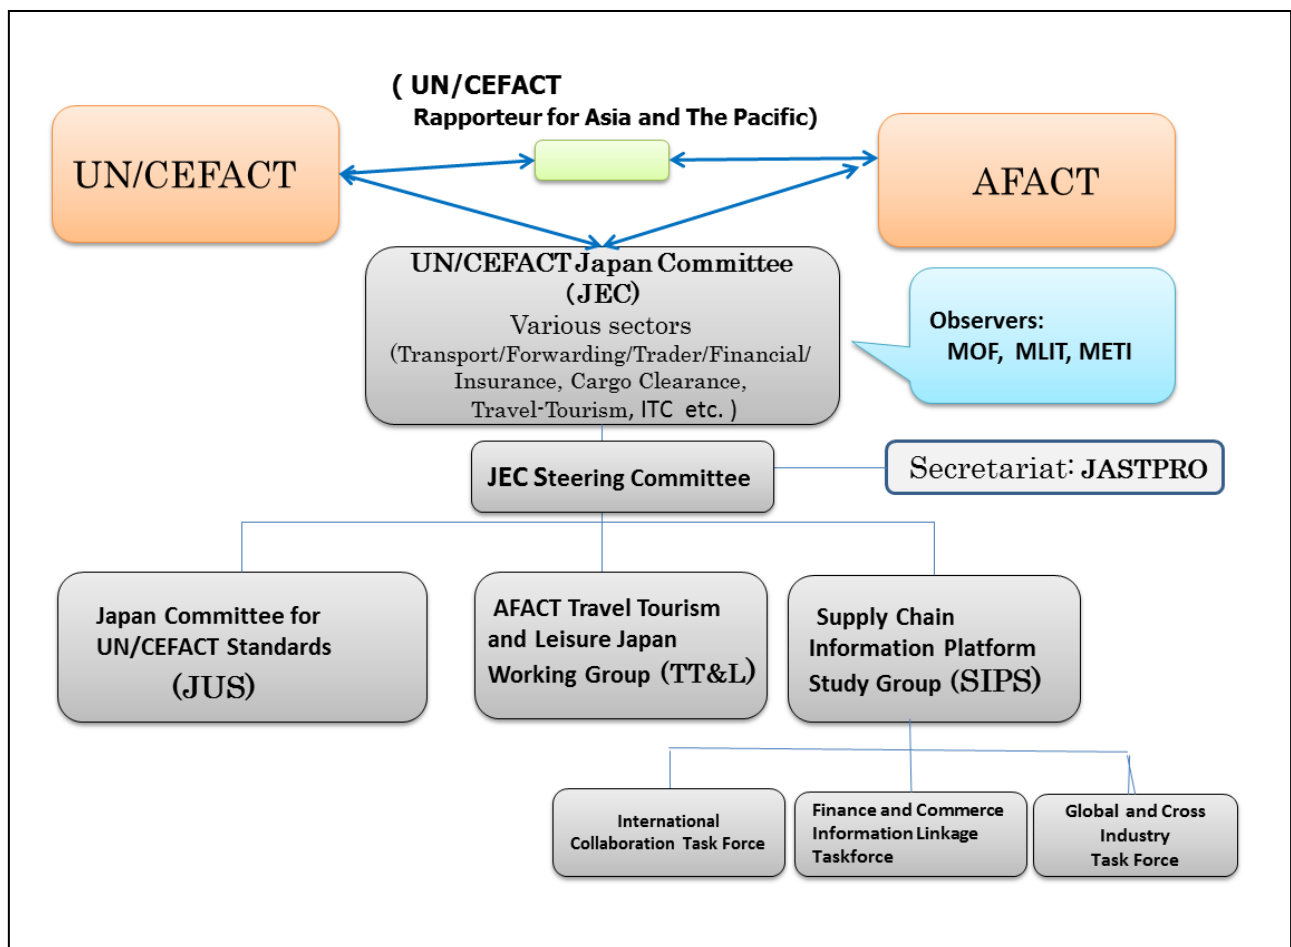 ( UN/CEFACT
Rapporteur for Asia and The Pacific)
UN/CEFACT
AFACT
UN/CEFACT Japan Committee
(JEC)
Various sectors
(Transport/Forwarding/Trader/Financial/
Insurance, Cargo Clearance,
Travel-Tourism, ITC etc. )
Observers:
MOF, MLIT, METI
JEC Steering Committee
Secretariat: JASTPRO
Japan Committee for
UN/CEFACT Standards
(JUS)
AFACT Travel Tourism
and Leisure Japan
Working Group (TT&L)
Supply Chain
Information Platform
Study Group (SIPS)
International
Collaboration Task Force
Finance and Commerce
Information Linkage
Taskforce
Global and Cross
Industry
Task Force